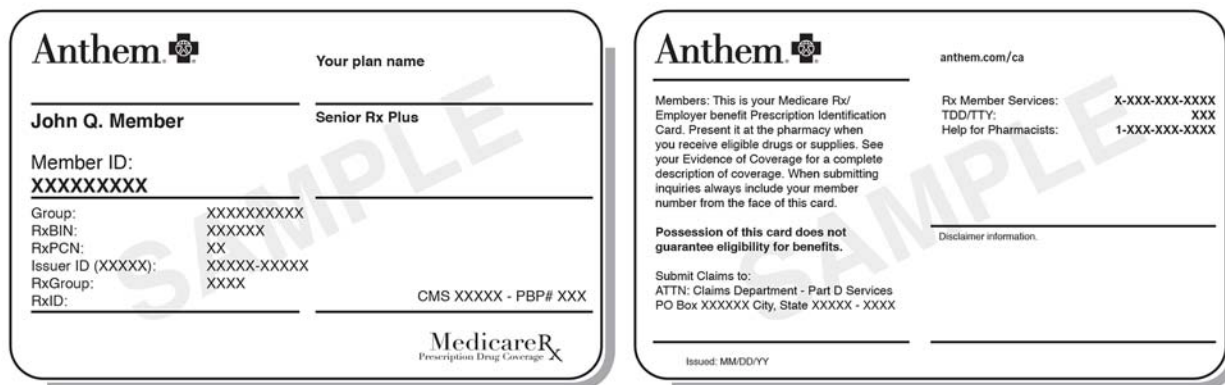 Anthem
Your plan name
John Q. Member
Senior Rx Plus
Member ID:
XXXXXXXXX
Group: XXXXXXXXXX
RxBIN: XXXXXX
RxPCN: XX
Issuer ID (XXXXX): XXXXX-XXXXX
RxGroup: XXXX
RxID:
CMS XXXXX - PBP# XXX
MedicareRx
Prescription Drug Coverage
SAMPLE
Anthem
anthem.com/ca
Members: This is your Medicare Rx/
Employer benefit Prescription Identification
Card. Present it at the pharmacy when
you receive eligible drugs or supplies. See
your Evidence of Coverage for a complete
description of coverage. When submitting
inquiries always include your member
number from the face of this card.
Possession of this card does not
guarantee eligibility for benefits.
Submit Claims to:
ATTN: Claims Department - Part D Services
PO Box XXXXXX City, State XXXXX - XXXX
Issued: MM/DD/YY
Rx Member Services: X-XXX-XXX-XXXX
TDD/TTY: XXX
Help for Pharmacists: 1-XXX-XXX-XXXX
Disclaimer information.
SAMPLE